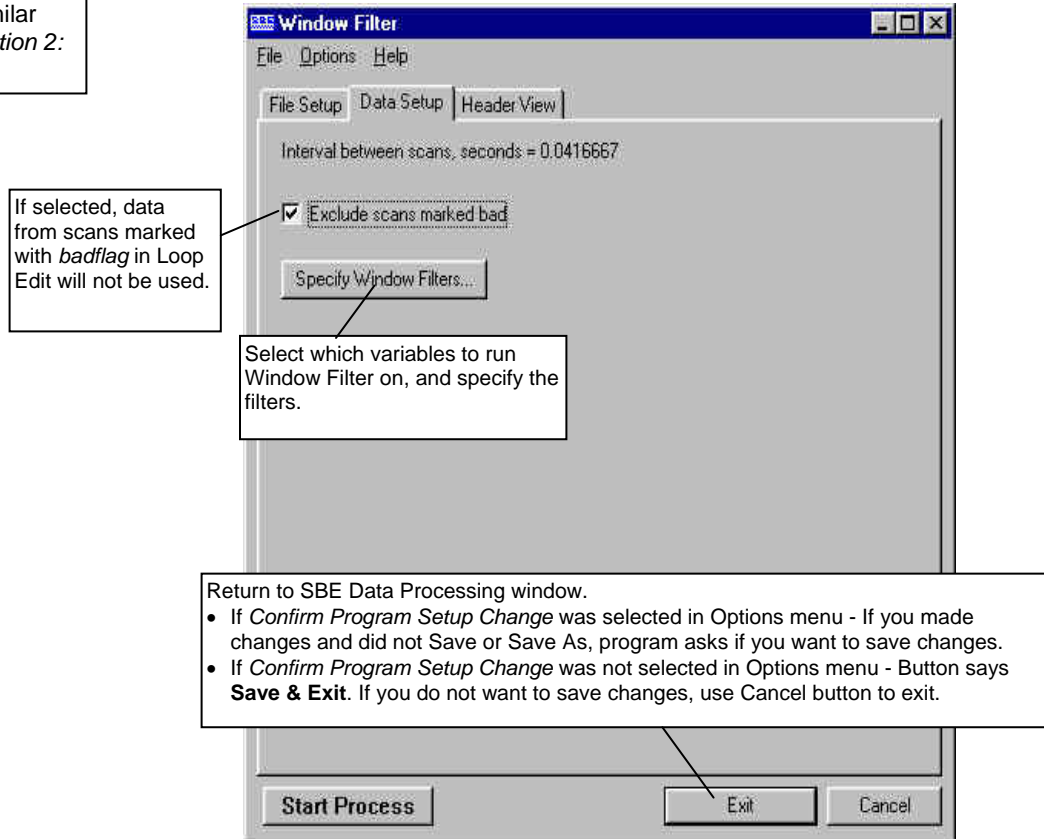 tion 2:
SBE Window Filter
File Options Help
File Setup Data Setup Header View
Interval between scans, seconds = 0.0416667
If selected, data
from scans marked
with badflag in Loop
Edit will not be used.
Exclude scans marked bad
Specify Window Filters...
Select which variables to run
Window Filter on, and specify the
filters.
Return to SBE Data Processing window.
• If Confirm Program Setup Change was selected in Options menu - If you made
changes and did not Save or Save As, program asks if you want to save changes.
• If Confirm Program Setup Change was not selected in Options menu - Button says
Save & Exit. If you do not want to save changes, use Cancel button to exit.
Start Process Exit Cancel